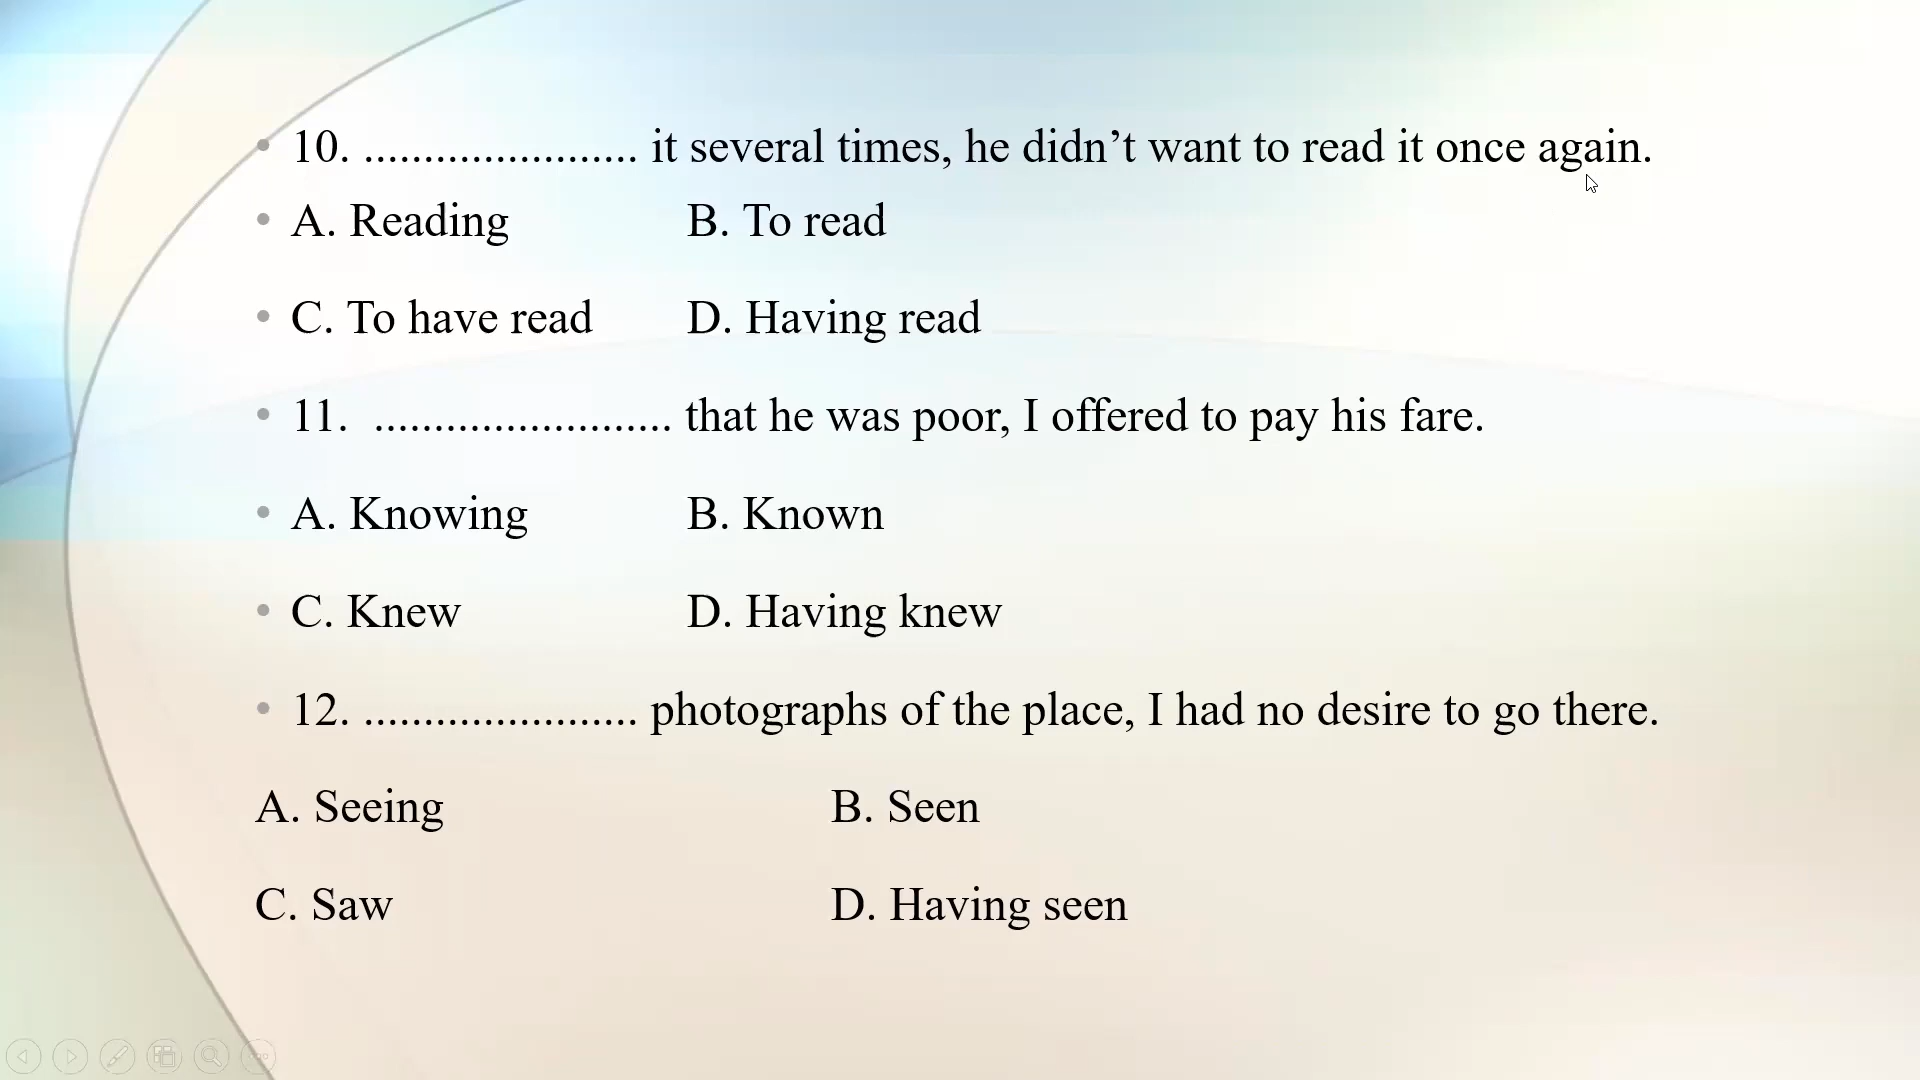 • 10. ....................... it several times, he didn’t want to read it once again.
• A. Reading B. To read
• C. To have read D. Having read
• 11. ......................... that he was poor, I offered to pay his fare.
• A. Knowing B. Known
• C. Knew D. Having knew
• 12. ....................... photographs of the place, I had no desire to go there.
A. Seeing B. Seen
C. Saw D. Having seen